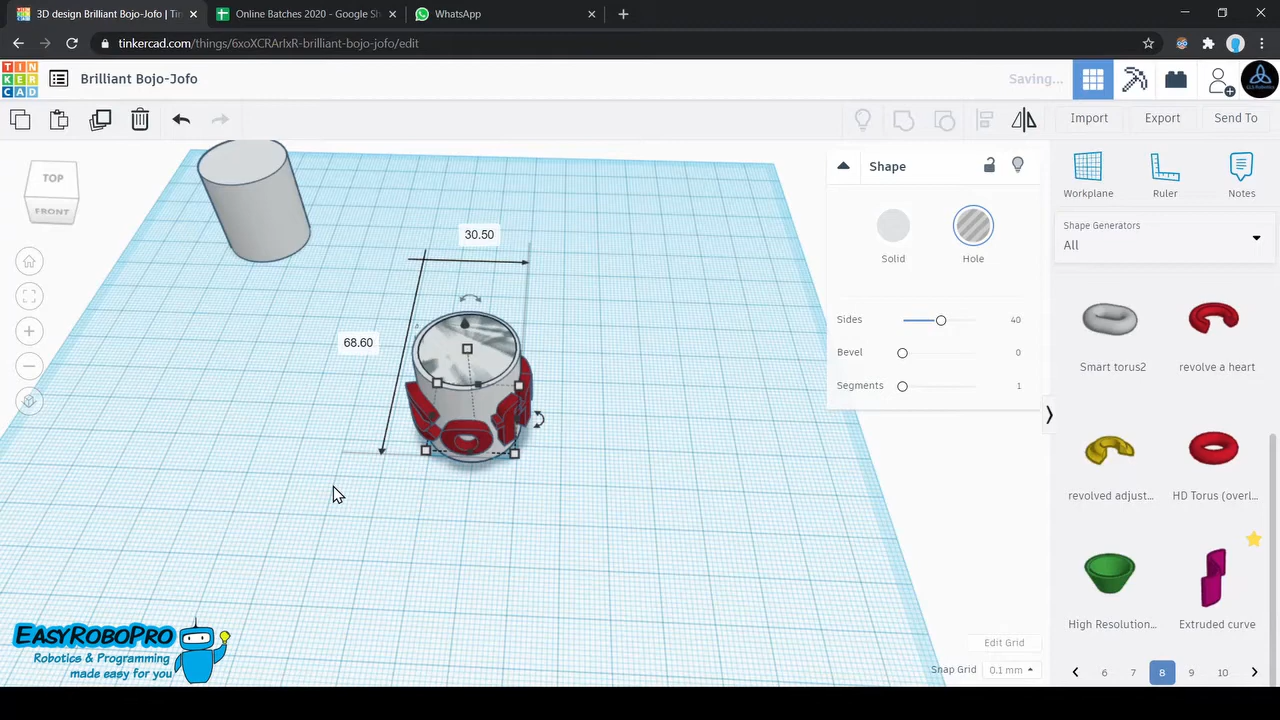 3D design Brilliant Bojo-Jofo | Tin
Online Batches 2020 - Google Sh
WhatsApp
tinkercad.com/things/6xoXCRArlxR-brilliant-bojo-jofo/edit
TIN
KER
CAD
Brilliant Bojo-Jofo
Saving...
Import
Export
Send To
TOP
FRONT
Shape
Solid
Hole
Sides
40
Bevel
0
Segments
1
30.50
68.60
Workplane
Ruler
Notes
Shape Generators
All
Smart torus2
revolve a heart
revolved adjust...
HD Torus (overl...
High Resolution...
Extruded curve
Edit Grid
Snap Grid
0.1 mm
6
7
8
9
10
EASYROBOPRO
Robotics & Programming
made easy for you